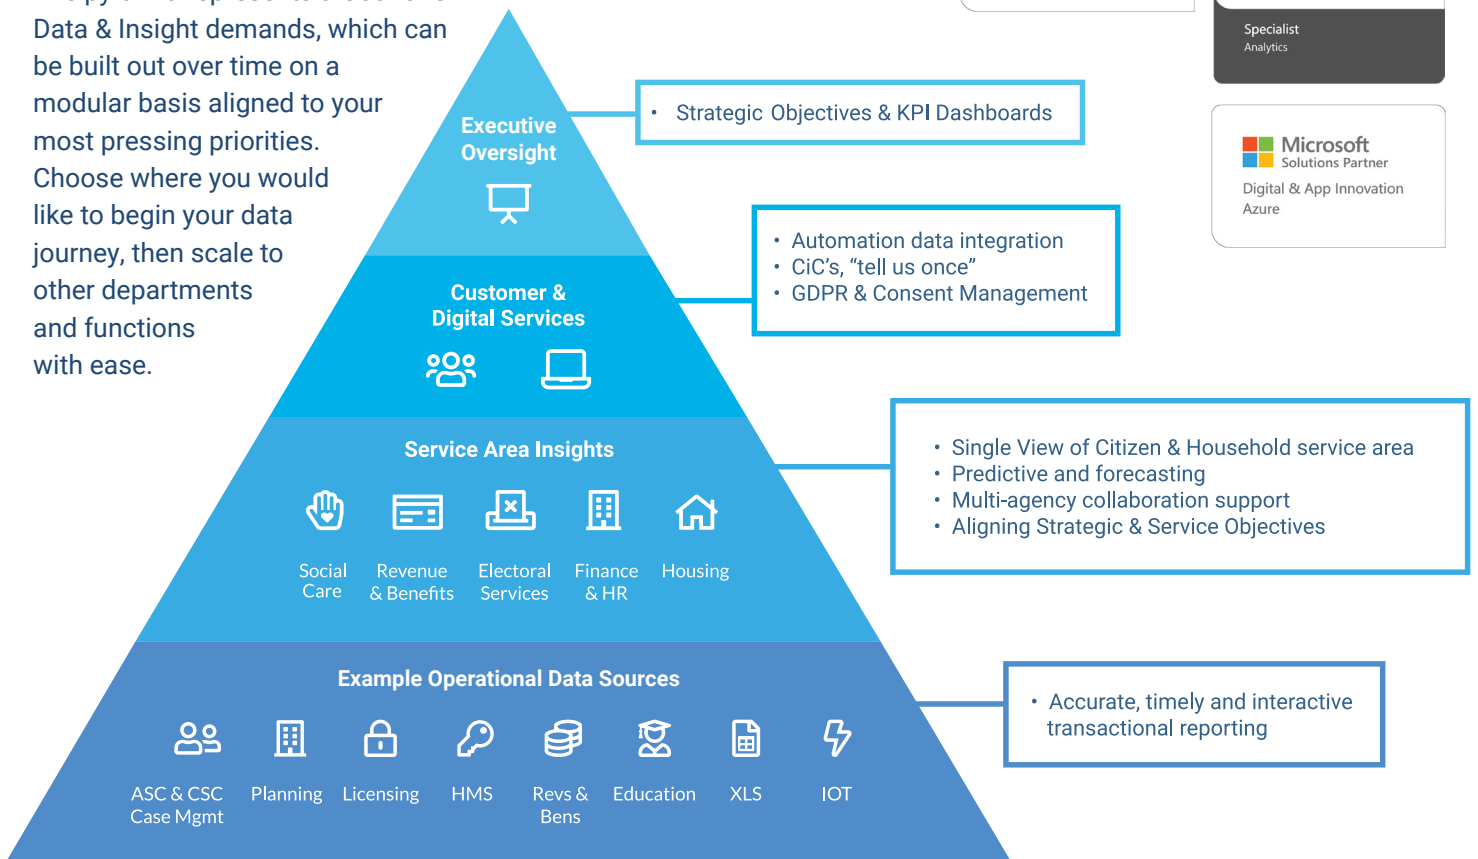 Data & Insight demands, which can
be built out over time on a
modular basis aligned to your
most pressing priorities.
Choose where you would
like to begin your data
journey, then scale to
other departments
and functions
with ease.
Specialist
Analytics
Microsoft
Solutions Partner
Digital & App Innovation
Azure
Executive
Oversight
• Strategic Objectives & KPI Dashboards
Customer &
Digital Services
• Automation data integration
• CiC's, “tell us once”
• GDPR & Consent Management
Service Area Insights
Social
Care
Revenue
& Benefits
Electoral
Services
Finance
& HR
Housing
• Single View of Citizen & Household service area
• Predictive and forecasting
• Multi-agency collaboration support
• Aligning Strategic & Service Objectives
Example Operational Data Sources
ASC & CSC
Case Mgmt
Planning
Licensing
HMS
Revs &
Bens
Education
XLS
IOT
• Accurate, timely and interactive
transactional reporting